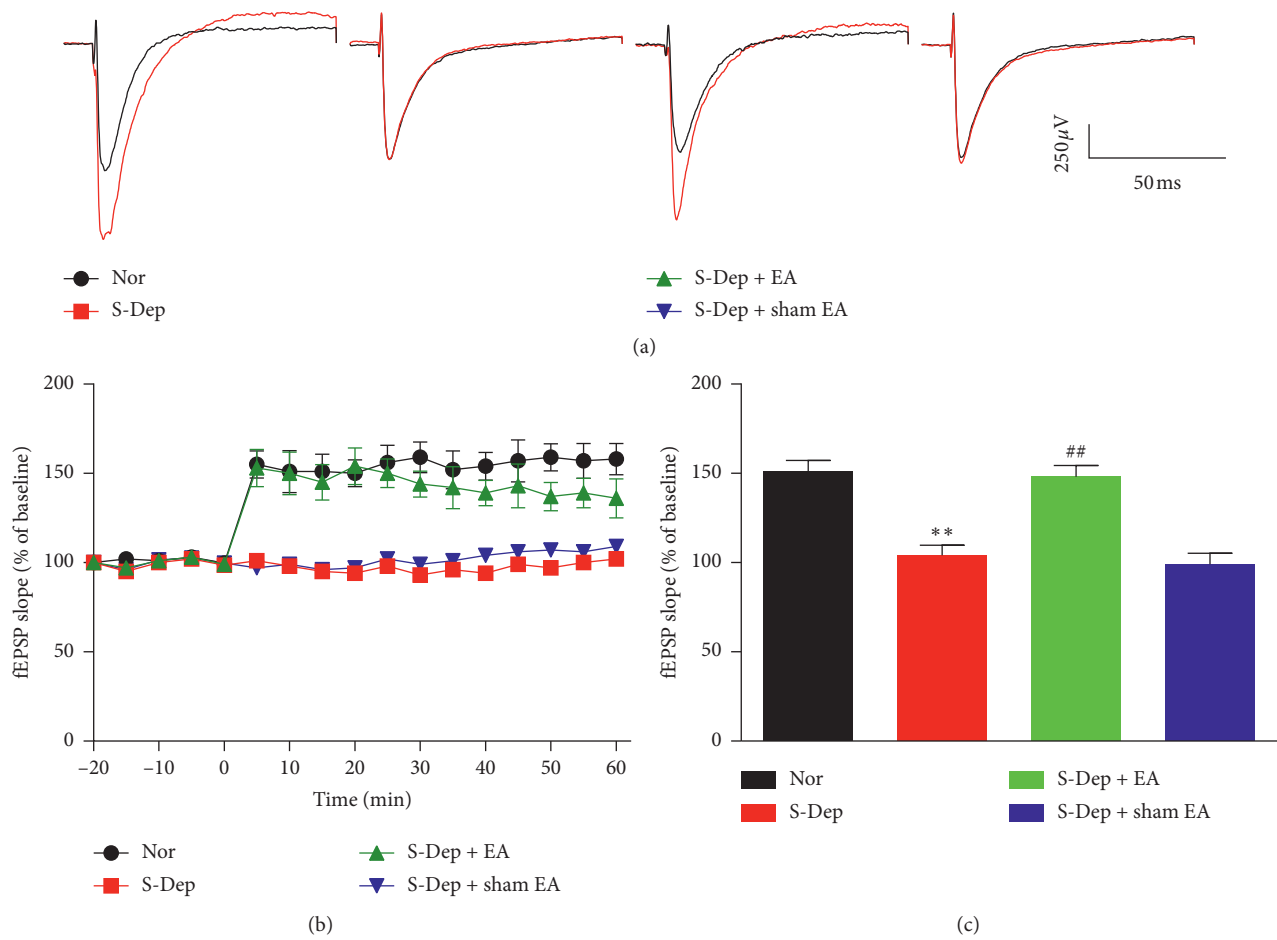 250 µV
50 ms
Nor
S-Dep
S-Dep + EA
S-Dep + sham EA
(a)
fEPSP slope (% of baseline)
200
150
100
50
0
–20
–10
0
10
20
30
40
50
60
Time (min)
Nor
S-Dep
S-Dep + EA
S-Dep + sham EA
(b)
fEPSP slope (% of baseline)
200
150
100
50
0
**
##
Nor
S-Dep
S-Dep + EA
S-Dep + sham EA
(c)